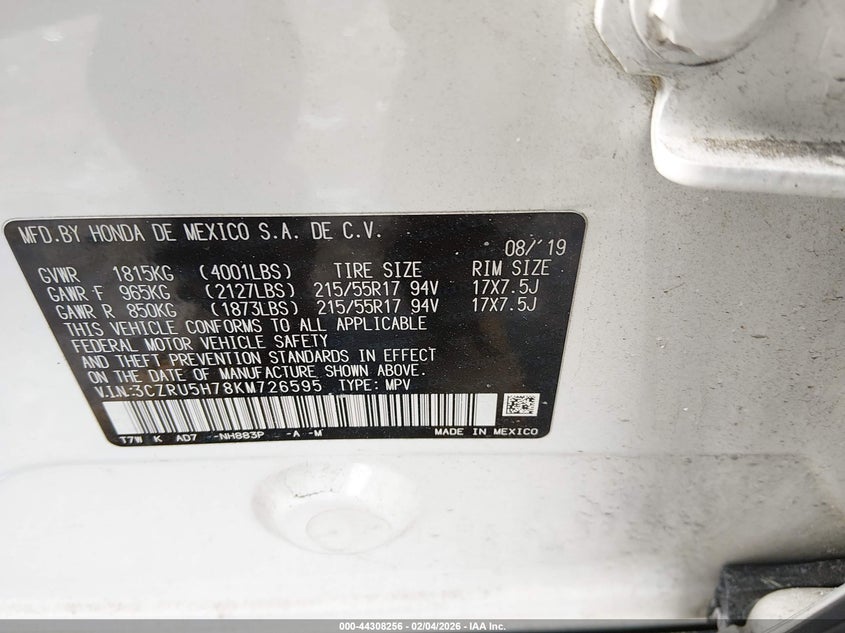 MFD.BY HONDA DE MEXICO S.A. DE C.V.
08/'19
GVWR 1815KG (4001LBS) TIRE SIZE RIM SIZE
GAWR F 965KG (2127LBS) 215/55R17 94V 17X7.5J
GAWR R 850KG (1873LBS) 215/55R17 94V 17X7.5J
THIS VEHICLE CONFORMS TO ALL APPLICABLE
FEDERAL MOTOR VEHICLE SAFETY
AND THEFT PREVENTION STANDARDS IN EFFECT
ON THE DATE OF MANUFACTURE SHOWN ABOVE.
V.I.N:3CZRU5H78KM726595 TYPE: MPV
T7W K AD7 -NH883P -A -M MADE IN MEXICO
000-44308256 - 02/04/2026 - IAA Inc.